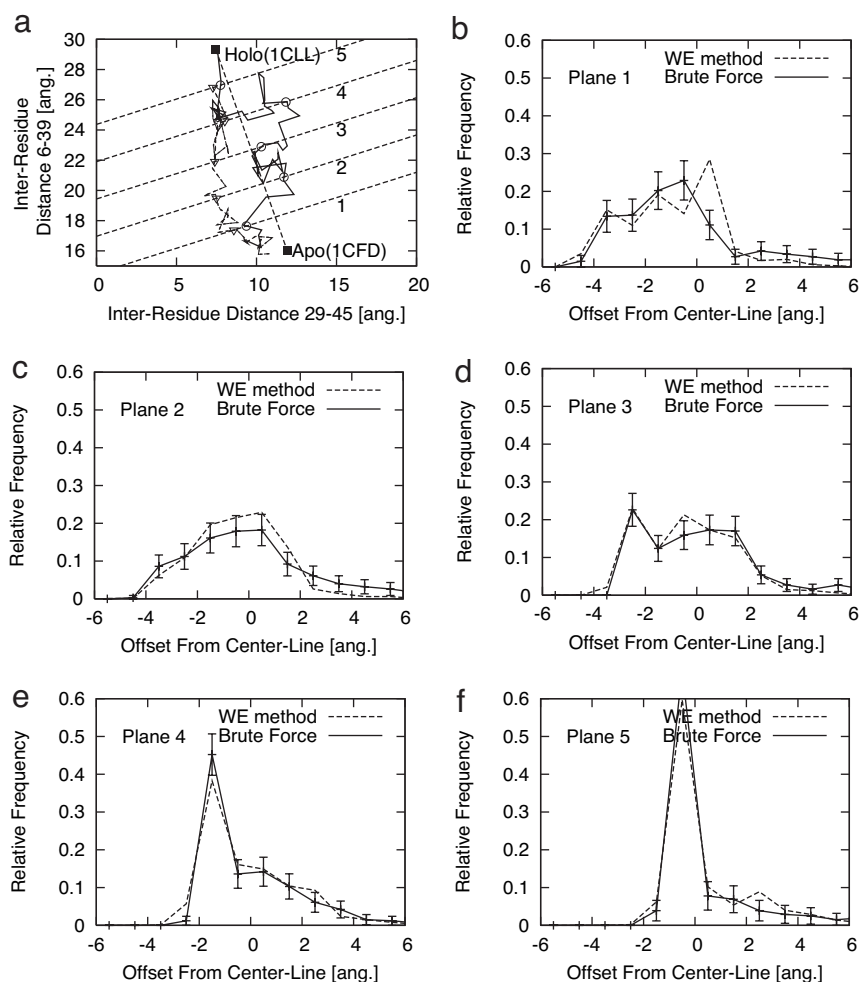 a
30
28
26
24
22
20
18
16
Inter-Residue
Distance 6-39 [ang.]
Holo(1CLL)
5
4
3
2
1
Apo(1CFD)
0
5
10
15
20
Inter-Residue Distance 29-45 [ang.]
b
0.6
0.5
0.4
0.3
0.2
0.1
0
Relative Frequency
WE method
Plane 1
Brute Force
-6
-4
-2
0
2
4
6
Offset From Center-Line [ang.]
c
0.6
0.5
0.4
0.3
0.2
0.1
0
Relative Frequency
WE method
Plane 2
Brute Force
-6
-4
-2
0
2
4
6
Offset From Center-Line [ang.]
d
0.6
0.5
0.4
0.3
0.2
0.1
0
Relative Frequency
WE method
Plane 3
Brute Force
-6
-4
-2
0
2
4
6
Offset From Center-Line [ang.]
e
0.6
0.5
0.4
0.3
0.2
0.1
0
Relative Frequency
WE method
Plane 4
Brute Force
-6
-4
-2
0
2
4
6
Offset From Center-Line [ang.]
f
0.6
0.5
0.4
0.3
0.2
0.1
0
Relative Frequency
WE method
Plane 5
Brute Force
-6
-4
-2
0
2
4
6
Offset From Center-Line [ang.]